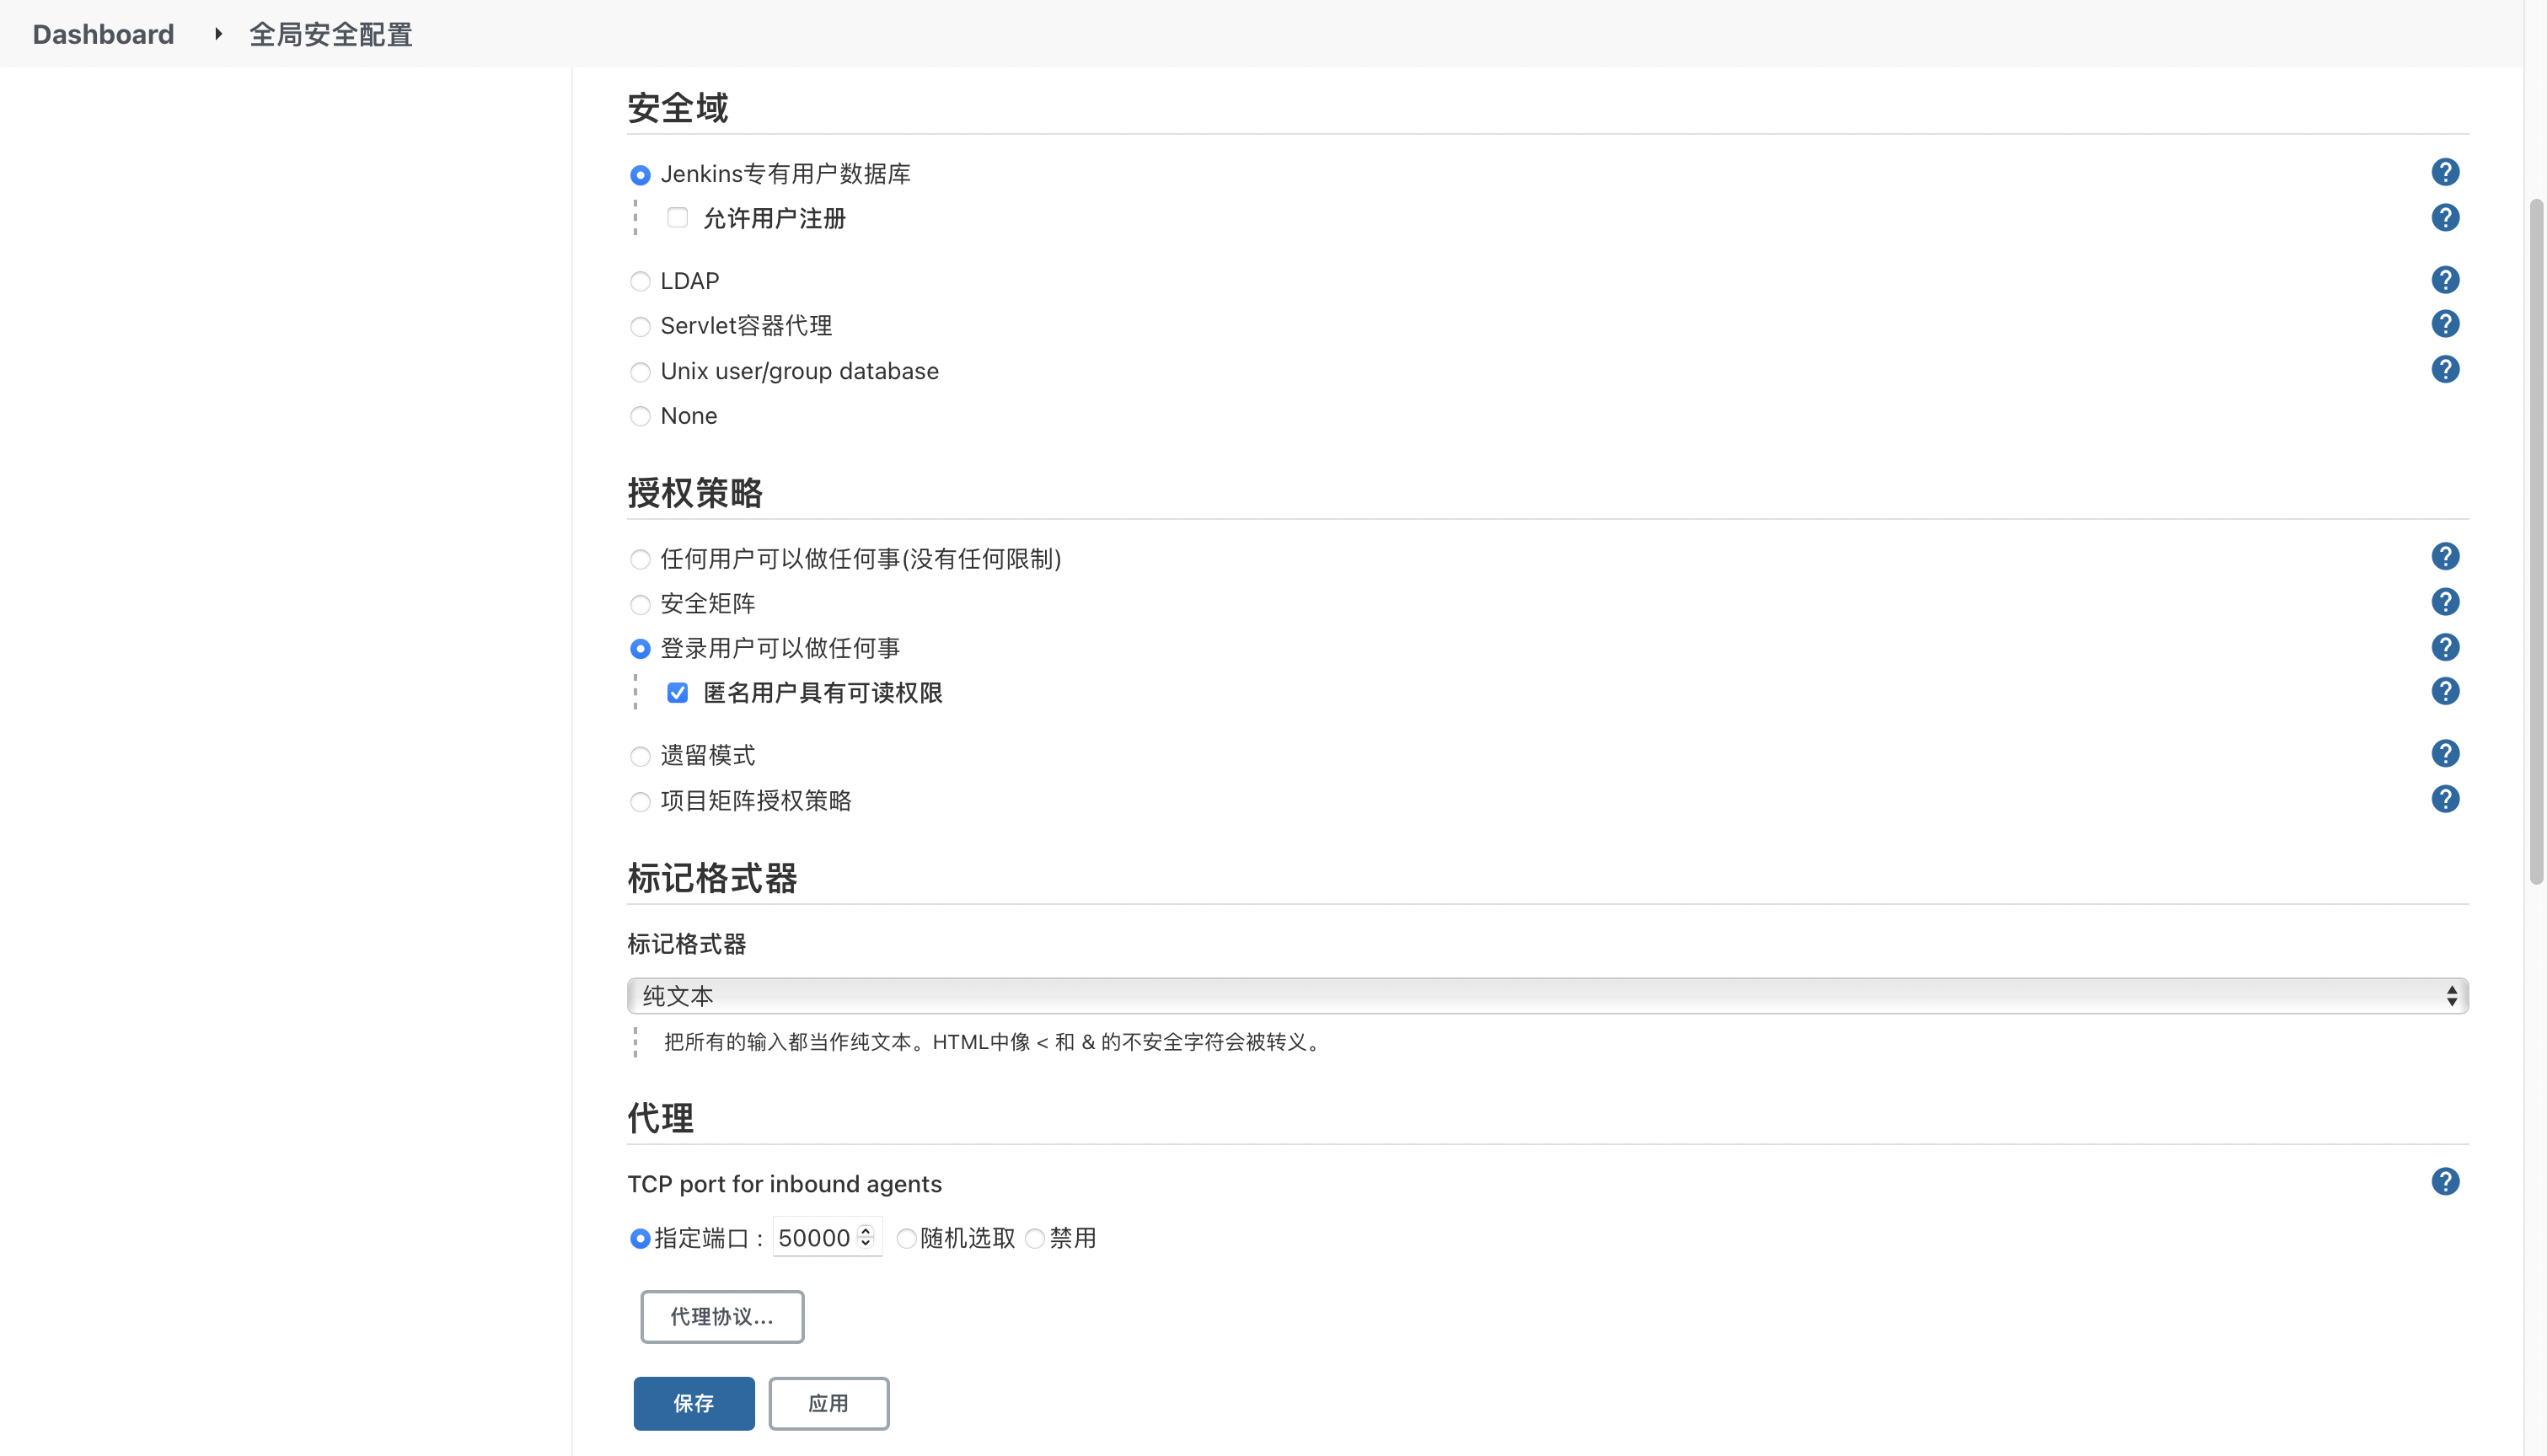 Dashboard 全局安全配置
安全域
Jenkins专有用户数据库
允许用户注册
LDAP
Servlet容器代理
Unix user/group database
None
授权策略
任何用户可以做任何事(没有任何限制)
安全矩阵
登录用户可以做任何事
匿名用户具有可读权限
遗留模式
项目矩阵授权策略
标记格式器
标记格式器
纯文本
把所有的输入都当作纯文本。HTML中像 < 和 & 的不安全字符会被转义。
代理
TCP port for inbound agents
指定端口 : 50000 随机选取 禁用
代理协议...
保存 应用